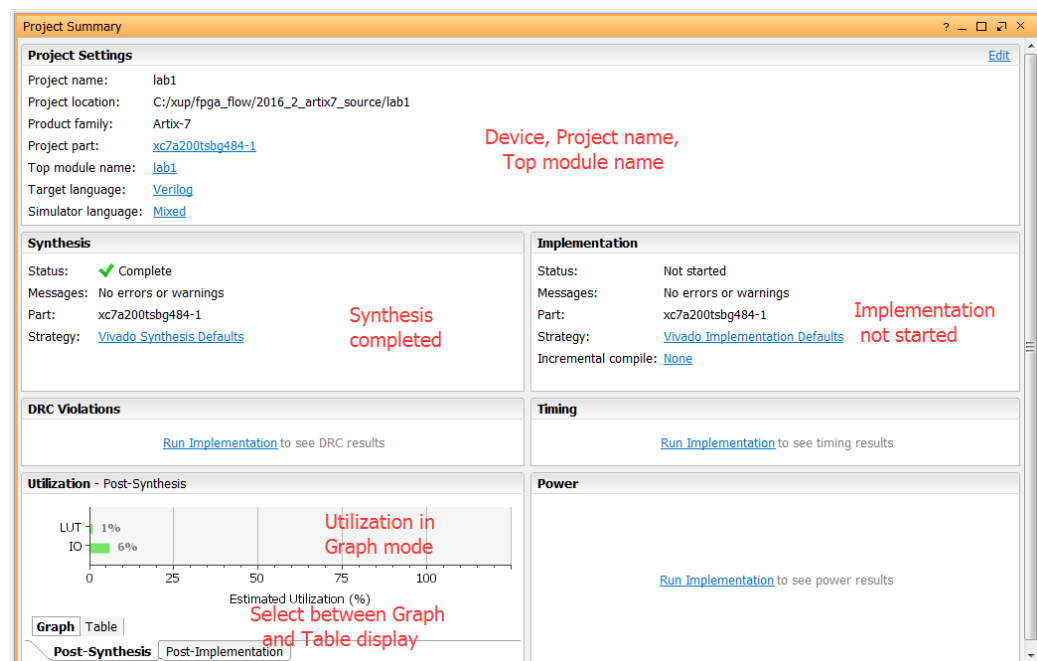 Project Summary
Project Settings
Edit
Project name: lab1
Project location: C:/xup/fpga_flow/2016_2_artix7_source/lab1
Product family: Artix-7
Project part: xc7a200tsbg484-1
Top module name: lab1
Target language: Verilog
Simulator language: Mixed
Device, Project name,
Top module name
Synthesis
Status: Complete
Messages: No errors or warnings
Part: xc7a200tsbg484-1
Strategy: Vivado Synthesis Defaults
Synthesis
completed
Implementation
Status: Not started
Messages: No errors or warnings
Part: xc7a200tsbg484-1
Strategy: Vivado Implementation Defaults
Incremental compile: None
Implementation
not started
DRC Violations
Run Implementation to see DRC results
Timing
Run Implementation to see timing results
Utilization - Post-Synthesis
LUT 1%
IO 6%
0 25 50 75 100
Estimated Utilization (%)
Utilization in
Graph mode
Select between Graph
and Table display
Graph Table
Post-Synthesis Post-Implementation
Power
Run Implementation to see power results